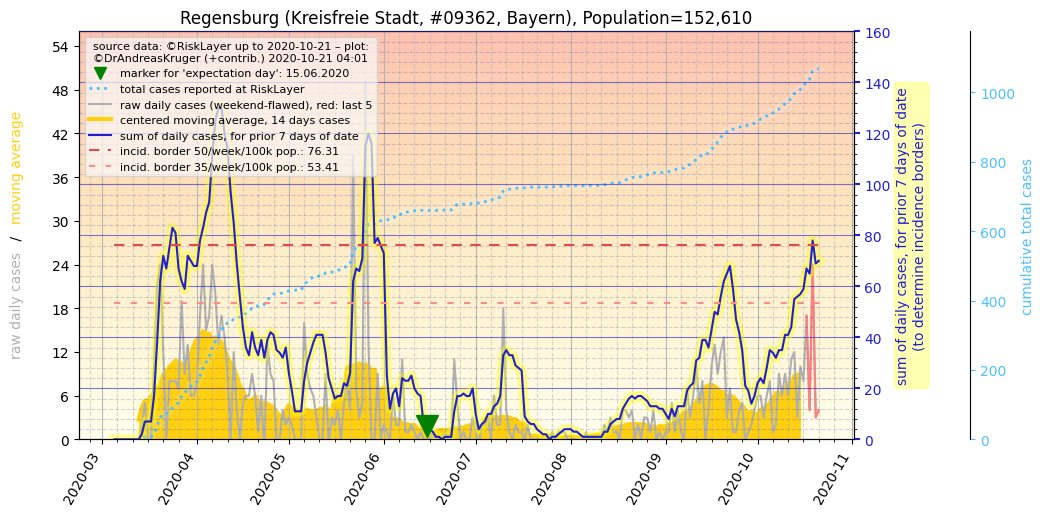 Regensburg (Kreisfreie Stadt, #09362, Bayern), Population=152,610
source data: ©RiskLayer up to 2020-10-21 – plot:
©DrAndreasKruger (+contrib.) 2020-10-21 04:01
marker for 'expectation day': 15.06.2020
total cases reported at RiskLayer
raw daily cases (weekend-flawed), red: last 5
centered moving average, 14 days cases
sum of daily cases, for prior 7 days of date
incid. border 50/week/100k pop.: 76.31
incid. border 35/week/100k pop.: 53.41
raw daily cases / moving average
54
48
42
36
30
24
18
12
6
0
160
140
120
100
80
60
40
20
0
sum of daily cases, for prior 7 days of date
(to determine incidence borders)
1000
800
600
400
200
0
cumulative total cases
2020-03
2020-04
2020-05
2020-06
2020-07
2020-08
2020-09
2020-10
2020-11